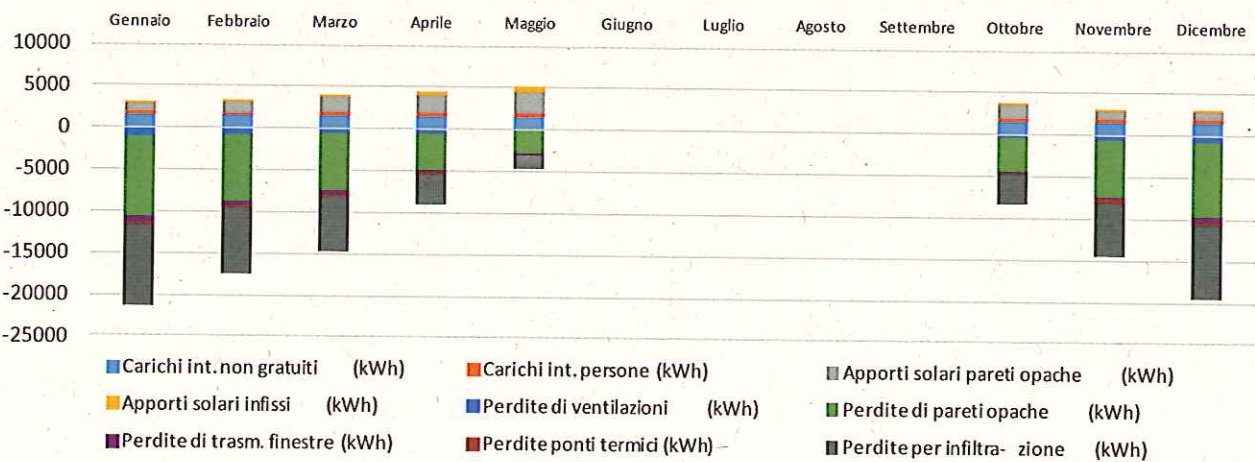 Gennaio Febbraio Marzo Aprile Maggio Giugno Luglio Agosto Settembre Ottobre Novembre Dicembre
10000
5000
0
-5000
-10000
-15000
-20000
-25000
Carichi int. non gratuiti (kWh) Carichi int. persone (kWh) Apporti solari pareti opache (kWh)
Apporti solari infissi (kWh) Perdite di ventilazioni (kWh) Perdite di pareti opache (kWh)
Perdite di trasm. finestre (kWh) Perdite ponti termici (kWh) Perdite per infiltra- zione (kWh)